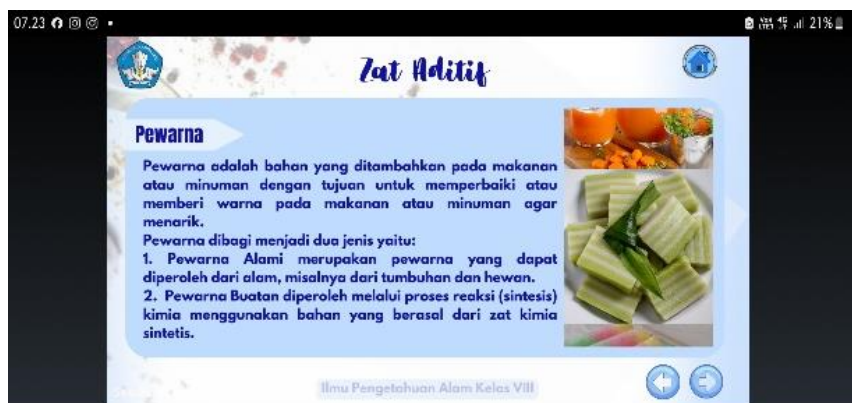 07.23
21%
Zat Aditif
Pewarna
Pewarna adalah bahan yang ditambahkan pada makanan
atau minuman dengan tujuan untuk memperbaiki atau
memberi warna pada makanan atau minuman agar
menarik.
Pewarna dibagi menjadi dua jenis yaitu:
1. Pewarna Alami merupakan pewarna yang dapat
diperoleh dari alam, misalnya dari tumbuhan dan hewan.
2. Pewarna Buatan diperoleh melalui proses reaksi (sintesis)
kimia menggunakan bahan yang berasal dari zat kimia
sintetis.
Ilmu Pengetahuan Alam Kelas VIII